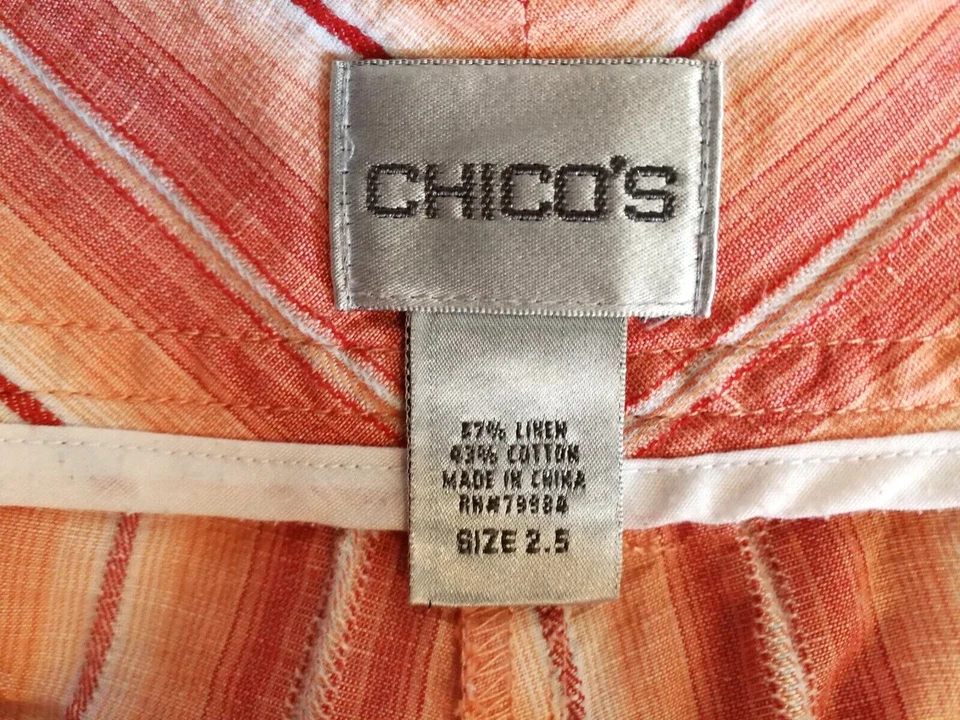 CHICO'S
57% LINEN
43% COTTON
MADE IN CHINA
RN#79984
SIZE 2.5